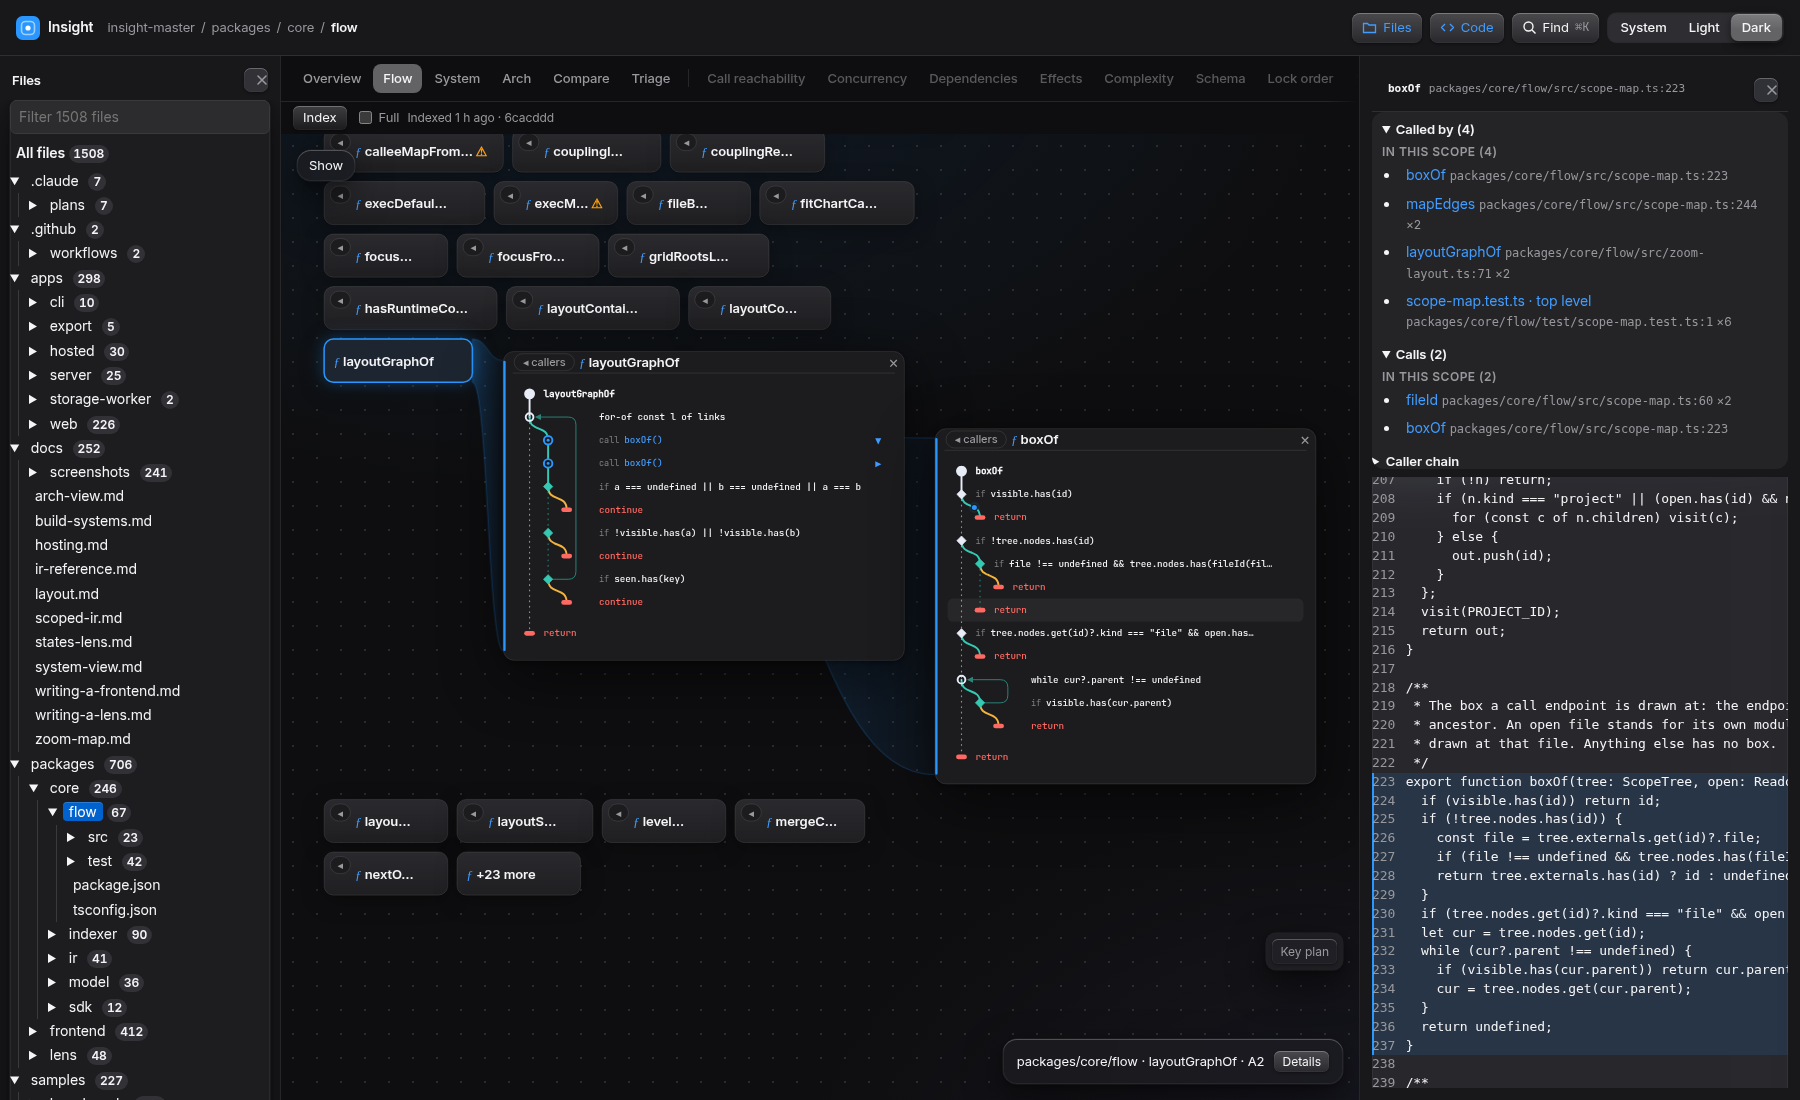 Insight insight-master / packages / core / flow
Files Code Find ⌘K System Light Dark
Files
Filter 1508 files
All files 1508
.claude 7
plans 7
.github 2
workflows 2
apps 298
cli 10
export 5
hosted 30
server 25
storage-worker 2
web 226
docs 252
screenshots 241
arch-view.md
build-systems.md
hosting.md
ir-reference.md
layout.md
scoped-ir.md
states-lens.md
system-view.md
writing-a-frontend.md
writing-a-lens.md
zoom-map.md
packages 706
core 246
flow 67
src 23
test 42
package.json
tsconfig.json
indexer 90
ir 41
model 36
sdk 12
frontend 412
lens 48
samples 227
Overview Flow System Arch Compare Triage Call reachability Concurrency Dependencies Effects Complexity Schema Lock order
Index Full Indexed 1 h ago · 6cacddd
Show
ƒ calleeMapFrom... ⚠ ƒ couplingI... ƒ couplingRe...
ƒ execDefaul... ƒ execM... ⚠ ƒ fileB... ƒ fitChartCa...
ƒ focus... ƒ focusFro... ƒ gridRootsL...
ƒ hasRuntimeCo... ƒ layoutContai... ƒ layoutCo...
ƒ layoutGraphOf
◂ callers ƒ layoutGraphOf ×
layoutGraphOf
for-of const l of links
call boxOf() ▼
call boxOf() ▶
if a === undefined || b === undefined || a === b
continue
if !visible.has(a) || !visible.has(b)
continue
if seen.has(key)
continue
return
◂ callers ƒ boxOf ×
boxOf
if visible.has(id)
return
if !tree.nodes.has(id)
if file !== undefined && tree.nodes.has(fileId(fil…
return
return
if tree.nodes.get(id)?.kind === "file" && open.has…
return
while cur?.parent !== undefined
if visible.has(cur.parent)
return
return
ƒ layou... ƒ layoutS... ƒ level... ƒ mergeC...
ƒ nextO... ƒ +23 more
Key plan
packages/core/flow · layoutGraphOf · A2 Details
boxOf packages/core/flow/src/scope-map.ts:223
▼ Called by (4)
IN THIS SCOPE (4)
• boxOf packages/core/flow/src/scope-map.ts:223
• mapEdges packages/core/flow/src/scope-map.ts:244
×2
• layoutGraphOf packages/core/flow/src/zoom-
layout.ts:71 ×2
• scope-map.test.ts · top level
packages/core/flow/test/scope-map.test.ts:1 ×6
▼ Calls (2)
IN THIS SCOPE (2)
• fileId packages/core/flow/src/scope-map.ts:60 ×2
• boxOf packages/core/flow/src/scope-map.ts:223
Caller chain
207 if (!n) return;
208 if (n.kind === "project" || (open.has(id) &&
209 for (const c of n.children) visit(c);
210 } else {
211 out.push(id);
212 }
213 };
214 visit(PROJECT_ID);
215 return out;
216 }
217
218 /**
219 * The box a call endpoint is drawn at: the endpoi
220 * ancestor. An open file stands for its own modul
221 * drawn at that file. Anything else has no box.
222 */
223 export function boxOf(tree: ScopeTree, open: Reado
224 if (visible.has(id)) return id;
225 if (!tree.nodes.has(id)) {
226 const file = tree.externals.get(id)?.file;
227 if (file !== undefined && tree.nodes.has(fileI
228 return tree.externals.has(id) ? id : undefined
229 }
230 if (tree.nodes.get(id)?.kind === "file" && open
231 let cur = tree.nodes.get(id);
232 while (cur?.parent !== undefined) {
233 if (visible.has(cur.parent)) return cur.parent
234 cur = tree.nodes.get(cur.parent);
235 }
236 return undefined;
237 }
238
239 /**